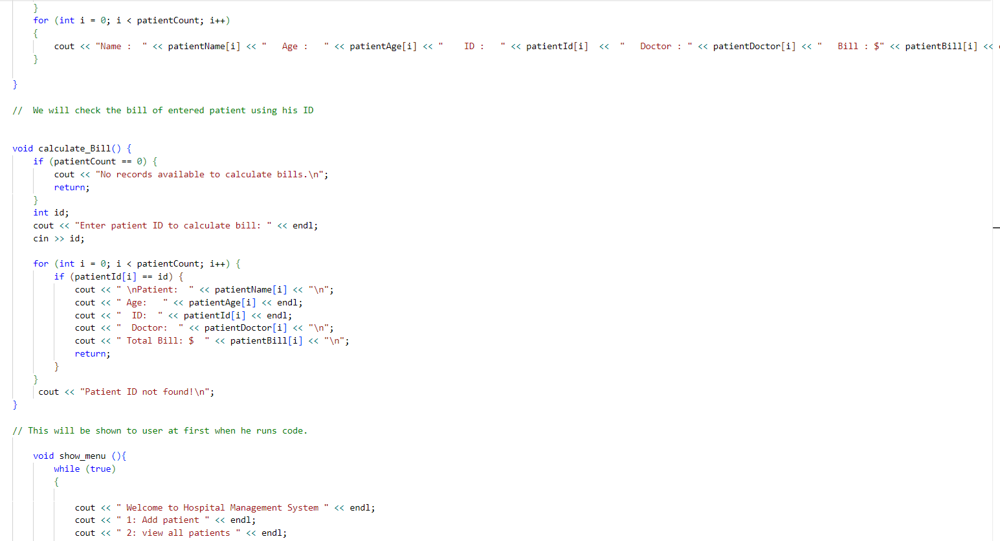 }
for (int i = 0; i < patientCount; i++)
{
cout << "Name :  " << patientName[i] << "   Age :   " << patientAge[i] << "    ID :   " << patientId[i]  <<  "   Doctor : " << patientDoctor[i] << "   Bill : $" << patientBill[i] <<
}
}
//  We will check the bill of entered patient using his ID
void calculate_Bill() {
if (patientCount == 0) {
cout << "No records available to calculate bills.\n";
return;
}
int id;
cout << "Enter patient ID to calculate bill: " << endl;
cin >> id;
for (int i = 0; i < patientCount; i++) {
if (patientId[i] == id) {
cout << " \nPatient:  " << patientName[i] << "\n";
cout << " Age:   " << patientAge[i] << endl;
cout << "  ID:  " << patientId[i] << endl;
cout << "  Doctor:  " << patientDoctor[i] << "\n";
cout << " Total Bill: $  " << patientBill[i] << "\n";
return;
}
}
cout << "Patient ID not found!\n";
}
// This will be shown to user at first when he runs code.
void show_menu (){
while (true)
{
cout << " Welcome to Hospital Management System " << endl;
cout << " 1: Add patient " << endl;
cout << " 2: view all patients " << endl;